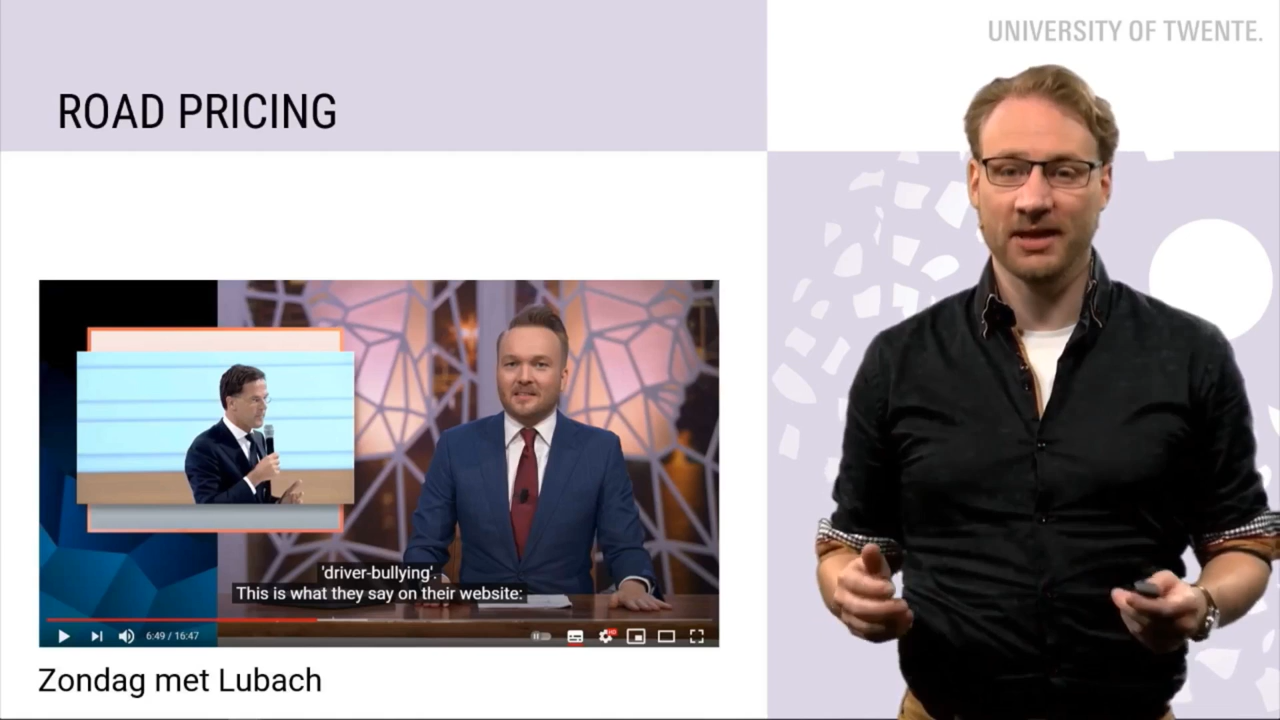 UNIVERSITY OF TWENTE.
ROAD PRICING
'driver-bullying'.
This is what they say on their website:
6:49 / 16:47
Zondag met Lubach